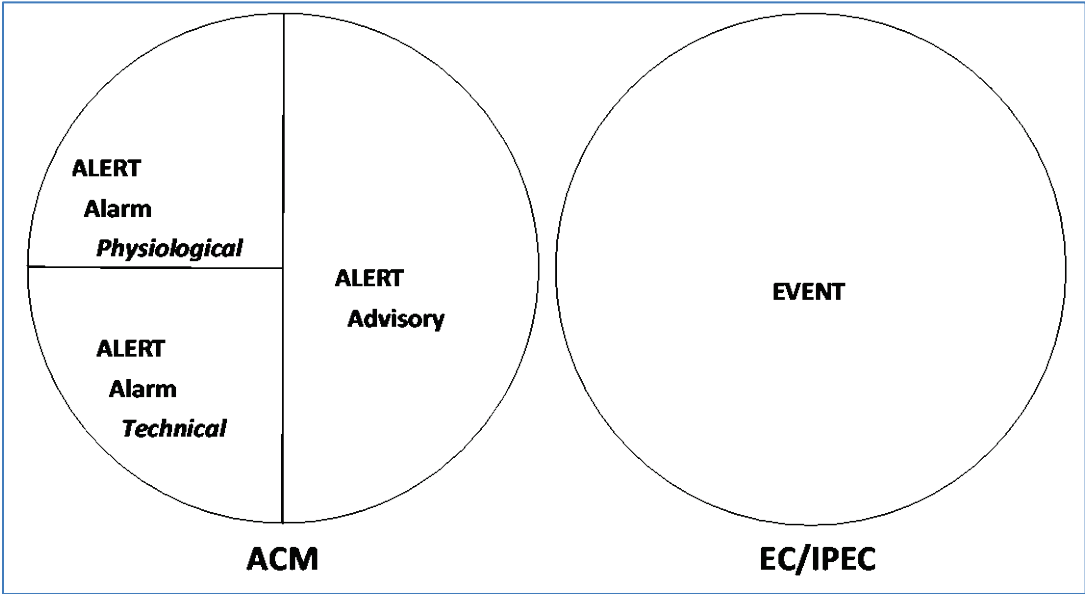 ALERT
Alarm
Physiological
ALERT
Alarm
Technical
ALERT
Advisory
EVENT
ACM
EC/IPEC